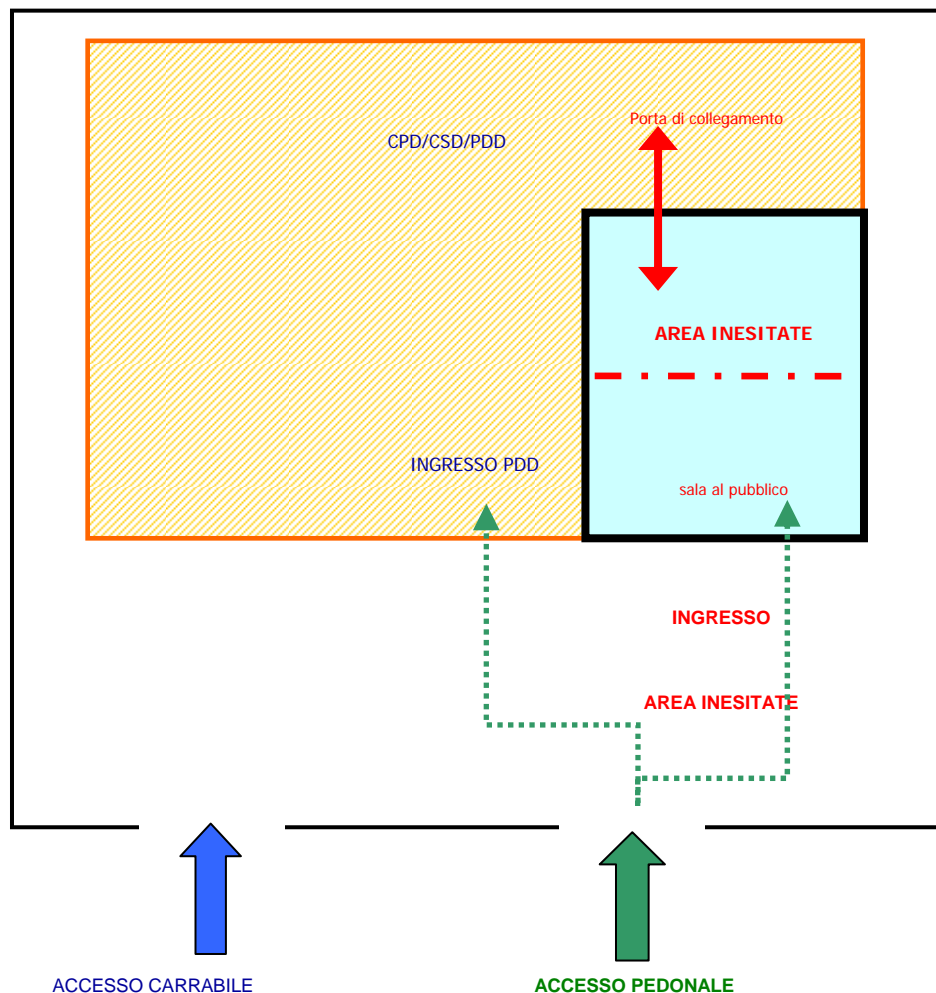 Porta di collegamento
CPD/CSD/PDD
AREA INESITATE
INGRESSO PDD
sala al pubblico
INGRESSO
AREA INESITATE
ACCESSO CARRABILE
ACCESSO PEDONALE